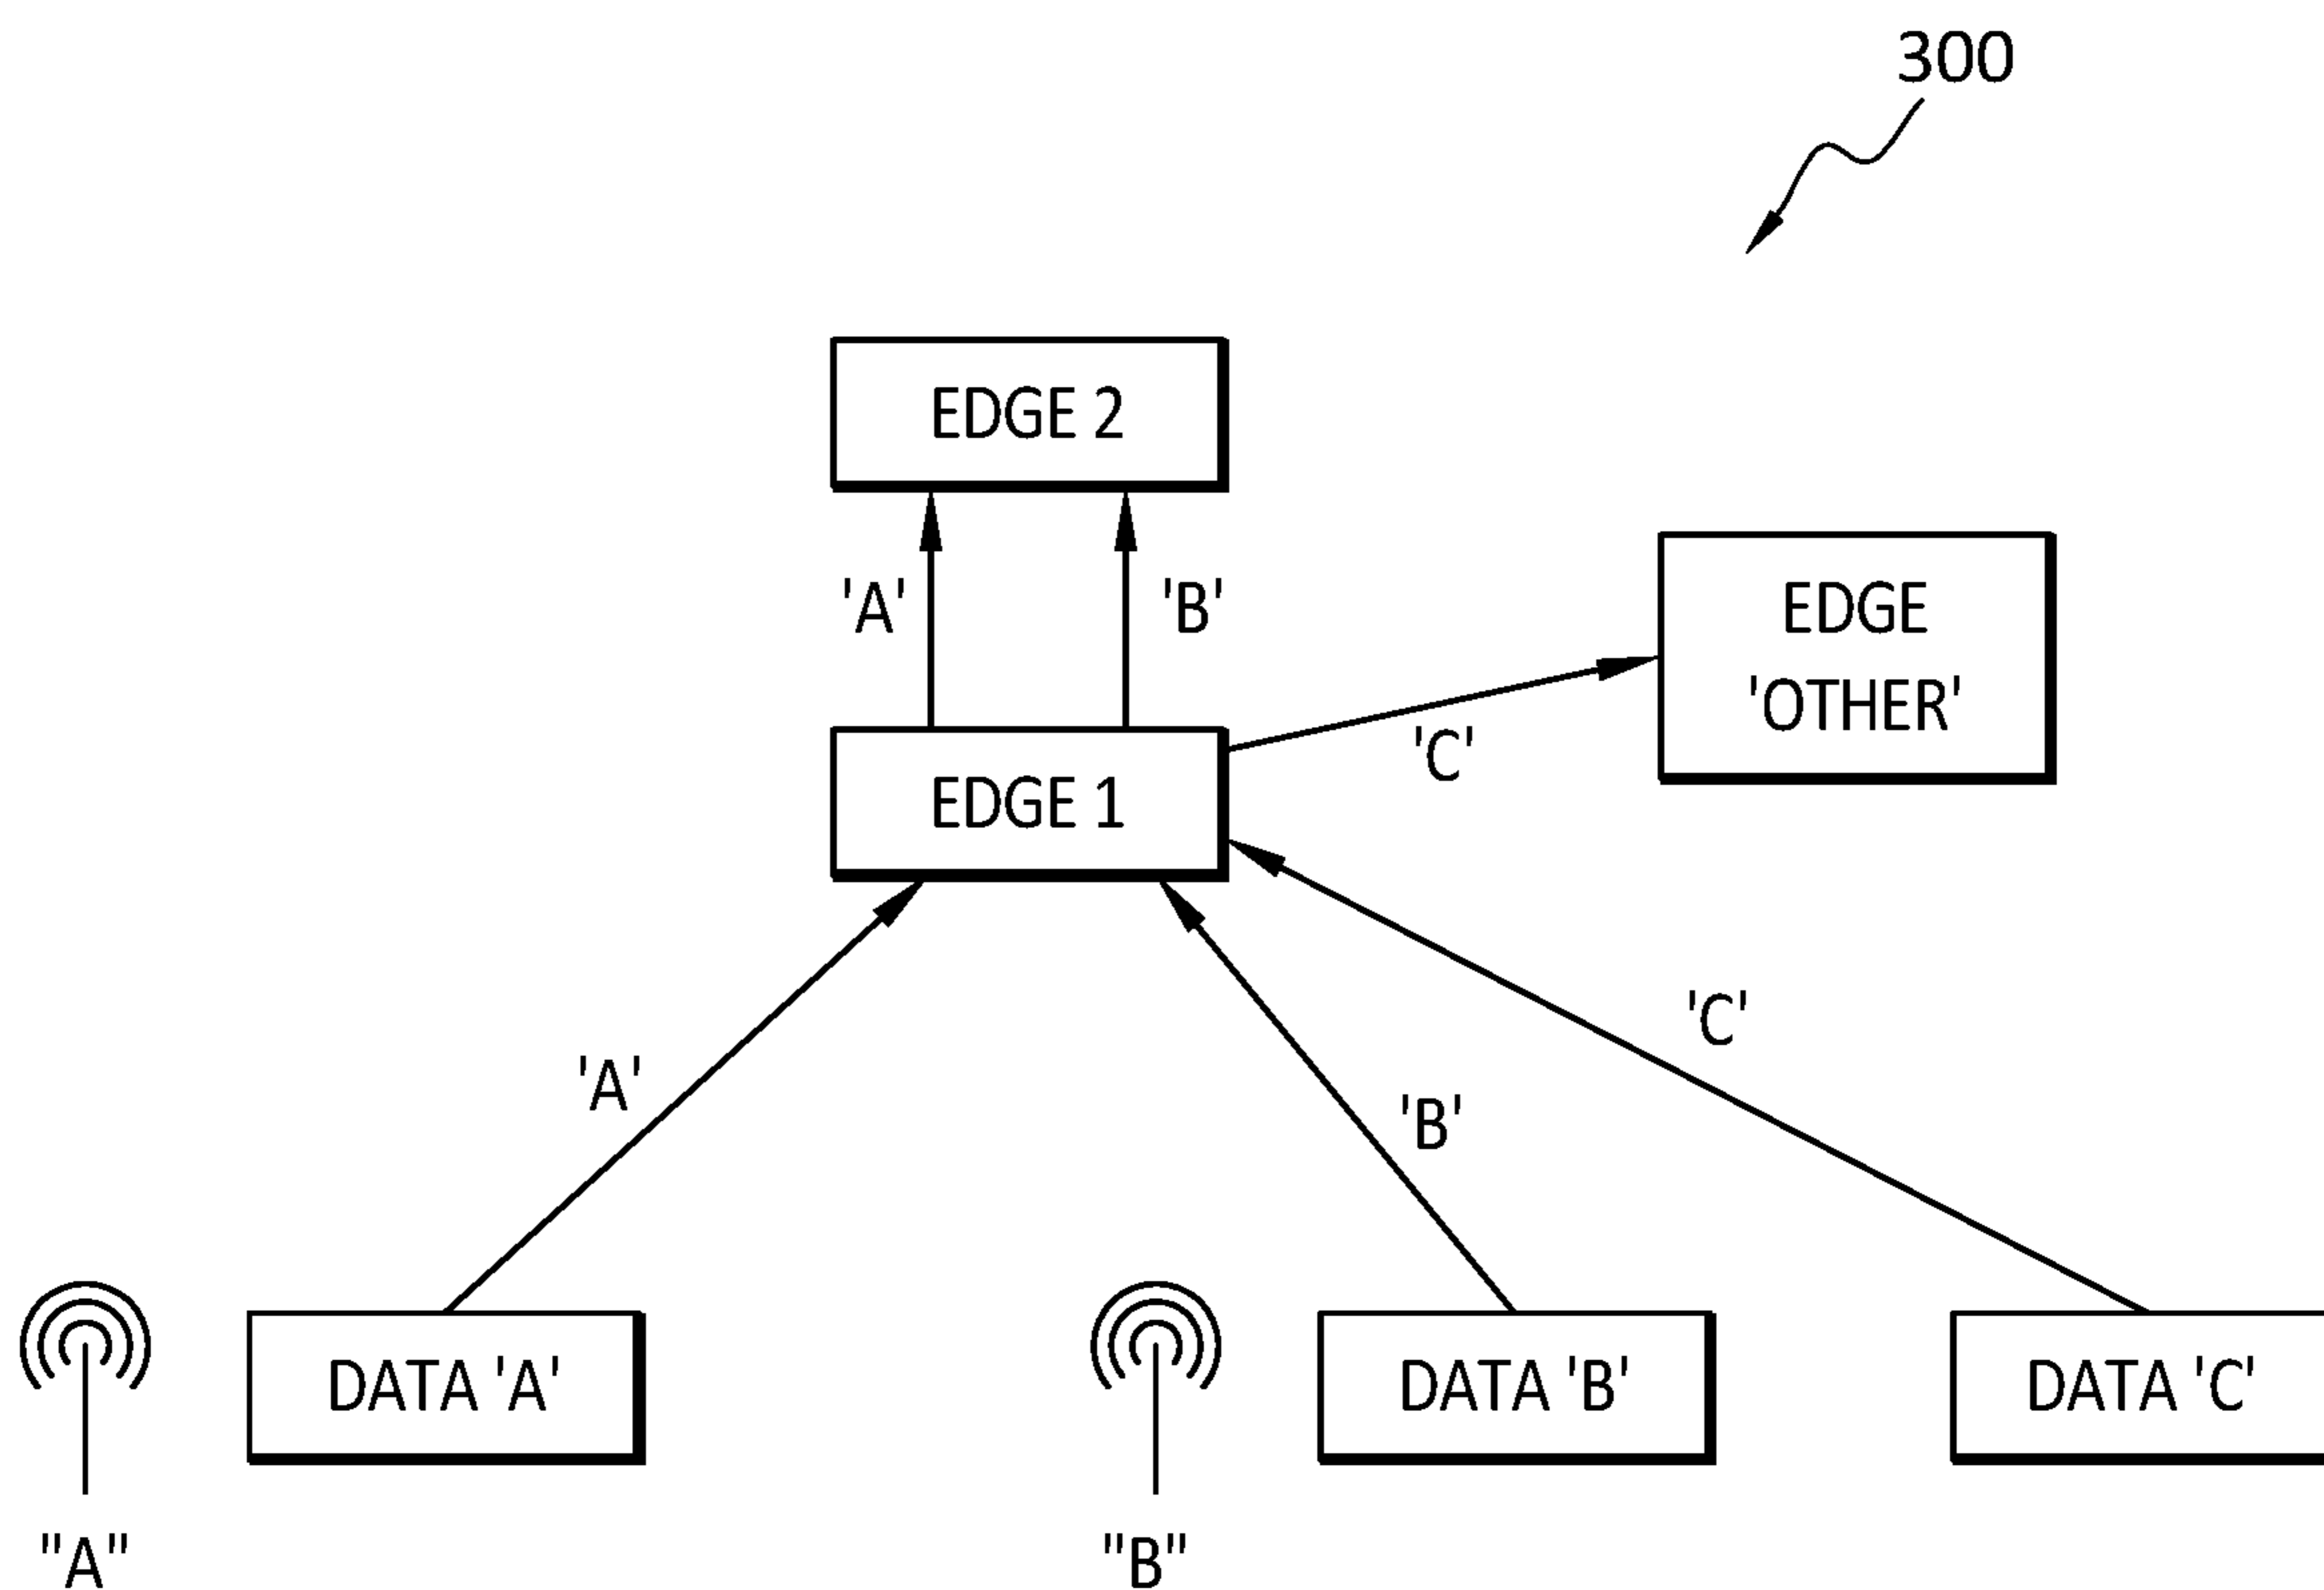 300
EDGE 2
'A'
'B'
EDGE
'OTHER'
'C'
EDGE 1
'C'
'A'
'B'
DATA 'A'
DATA 'B'
DATA 'C'
"A"
"B"